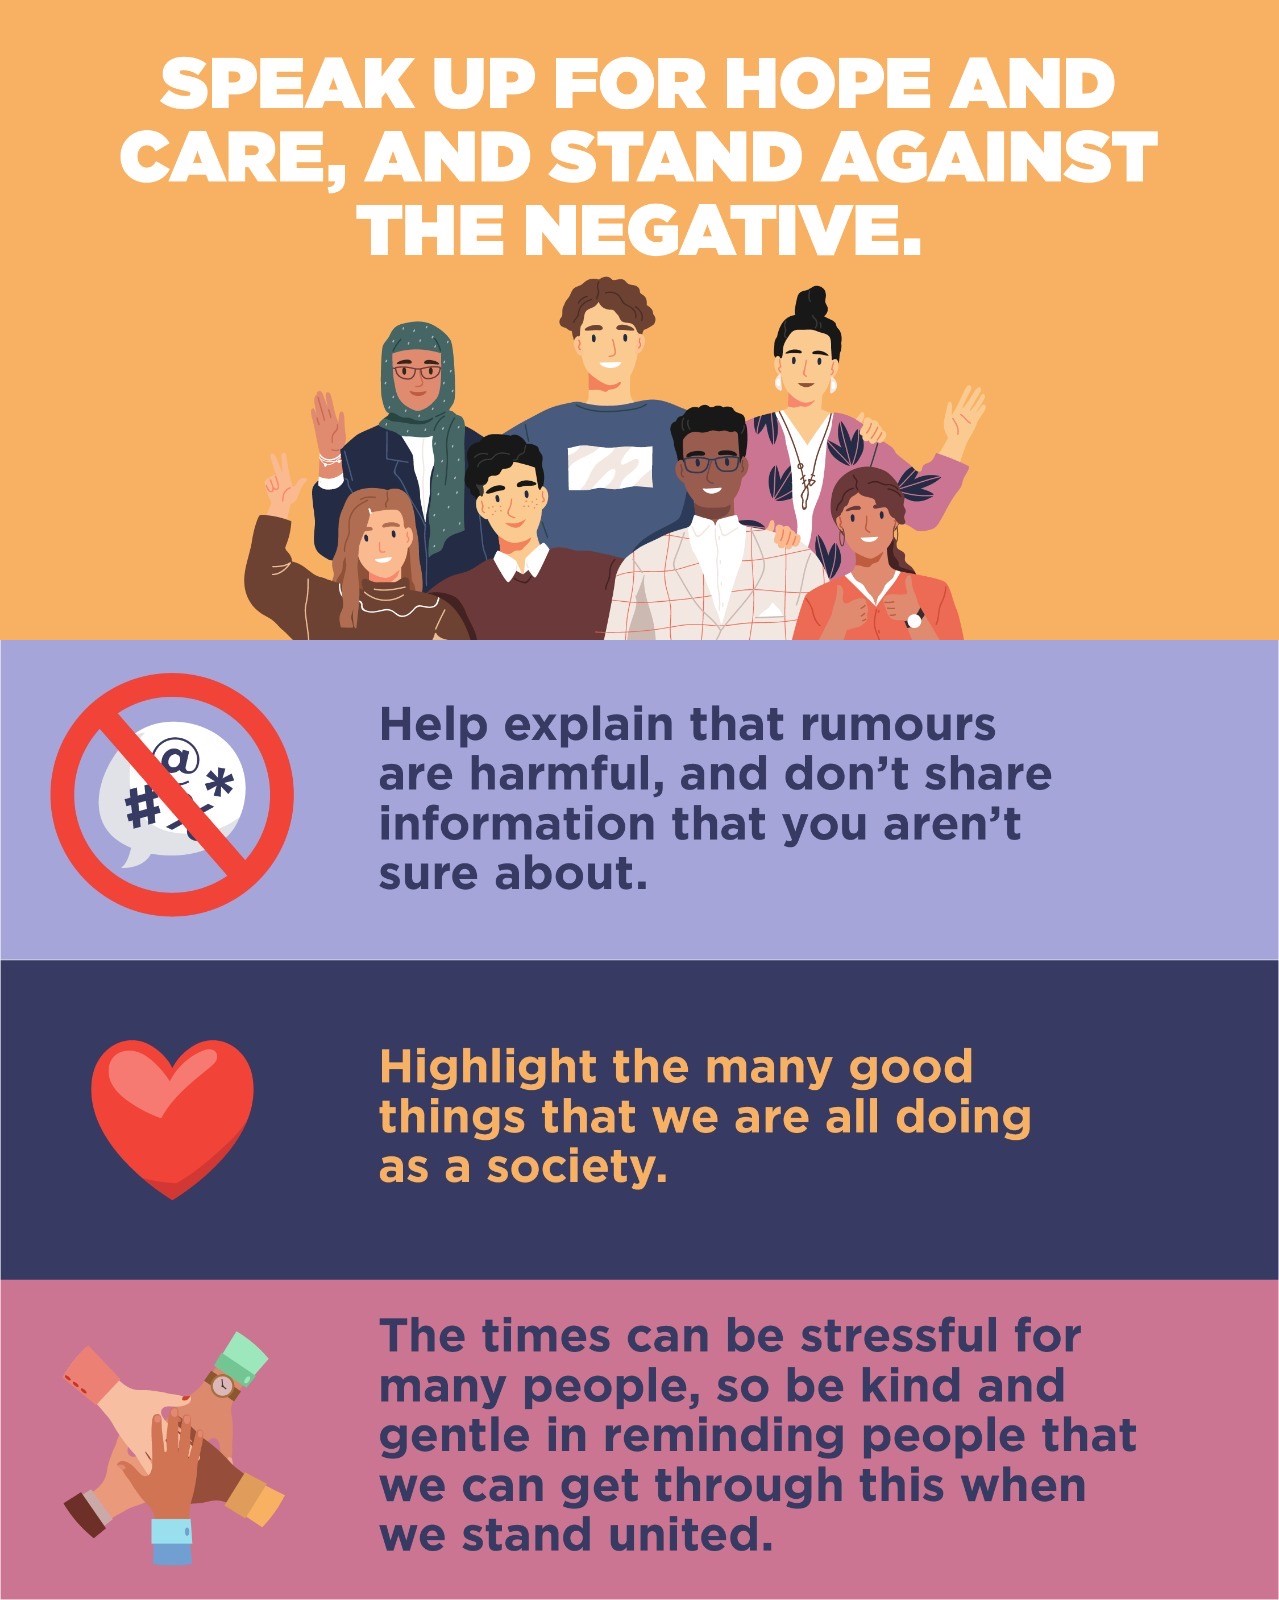 SPEAK UP FOR HOPE AND
CARE, AND STAND AGAINST
THE NEGATIVE.
@
#%*
Help explain that rumours
are harmful, and don’t share
information that you aren’t
sure about.
Highlight the many good
things that we are all doing
as a society.
The times can be stressful for
many people, so be kind and
gentle in reminding people that
we can get through this when
we stand united.